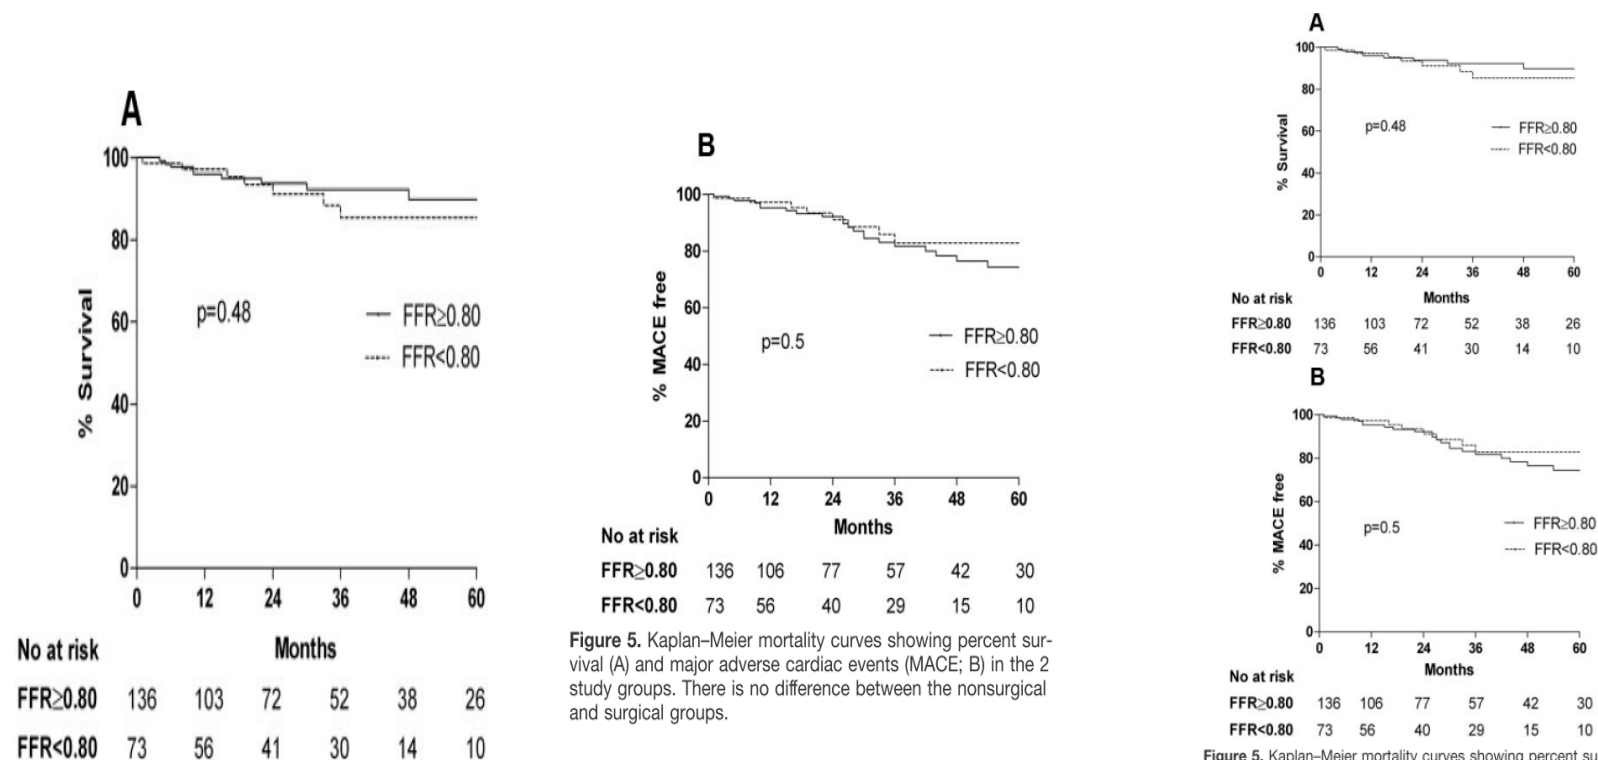 A
100
80
60
40
20
0
% Survival
p=0.48
FFR≥0.80
FFR<0.80
0 12 24 36 48 60
No at risk Months
FFR≥0.80 136 103 72 52 38 26
FFR<0.80 73 56 41 30 14 10
B
100
80
60
40
20
0
% MACE free
p=0.5
FFR≥0.80
FFR<0.80
0 12 24 36 48 60
Months
No at risk
FFR≥0.80 136 106 77 57 42 30
FFR<0.80 73 56 40 29 15 10
Figure 5. Kaplan–Meier mortality curves showing percent sur-
vival (A) and major adverse cardiac events (MACE; B) in the 2
study groups. There is no difference between the nonsurgical
and surgical groups.
A
100
80
60
40
20
0
% Survival
p=0.48
FFR≥0.80
FFR<0.80
0 12 24 36 48 60
No at risk Months
FFR≥0.80 136 103 72 52 38 26
FFR<0.80 73 56 41 30 14 10
B
100
80
60
40
20
0
% MACE free
p=0.5
FFR≥0.80
FFR<0.80
0 12 24 36 48 60
Months
No at risk
FFR≥0.80 136 106 77 57 42 30
FFR<0.80 73 56 40 29 15 10
Figure 5. Kaplan–Meier mortality curves showing percent su